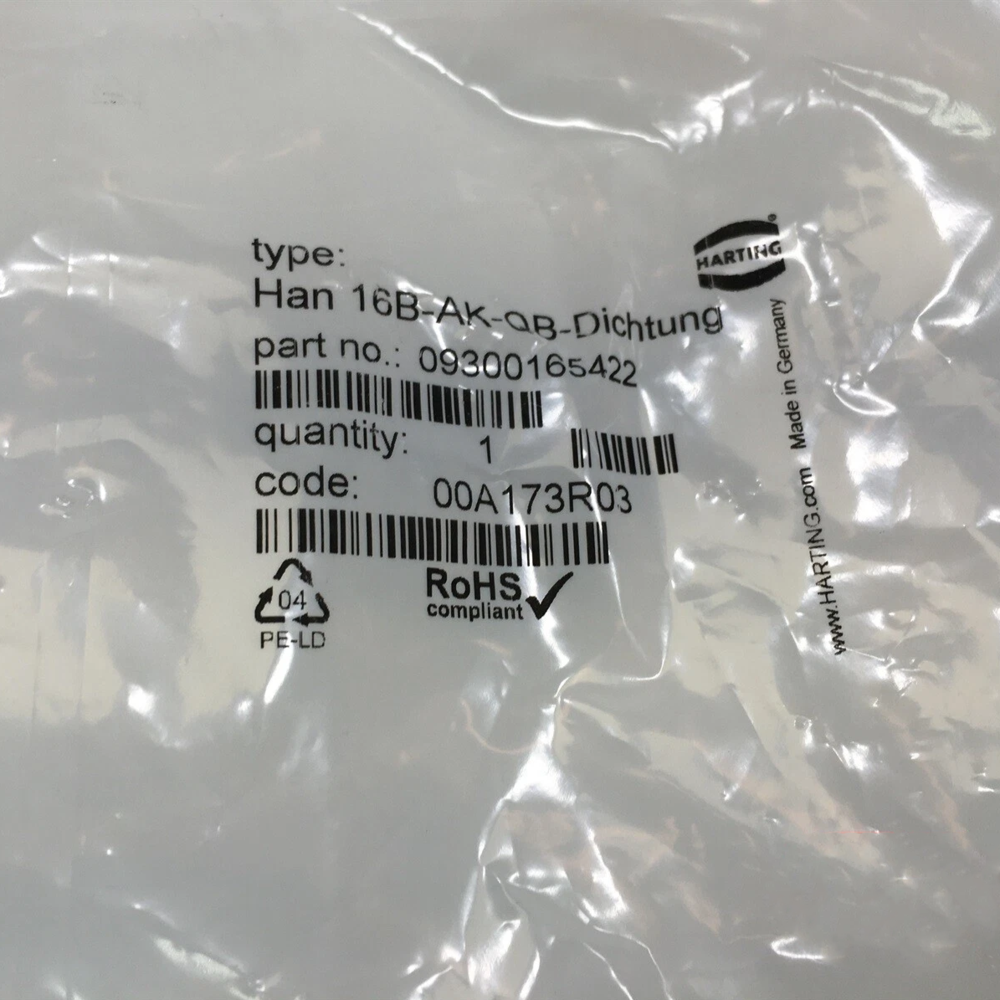 type:
Han 16B-AK-QB-Dichtung
part no.: 09300165422
quantity: 1
code: 00A173R03
04
PE-LD
RoHS
compliant
HARTING®
www.HARTING.com Made in Germany